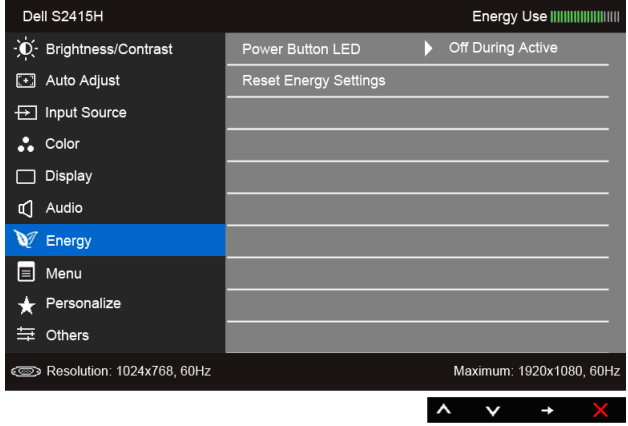 Dell S2415H Energy Use
Brightness/Contrast Power Button LED Off During Active
Auto Adjust Reset Energy Settings
Input Source
Color
Display
Audio
Energy
Menu
Personalize
Others
Resolution: 1024x768, 60Hz Maximum: 1920x1080, 60Hz